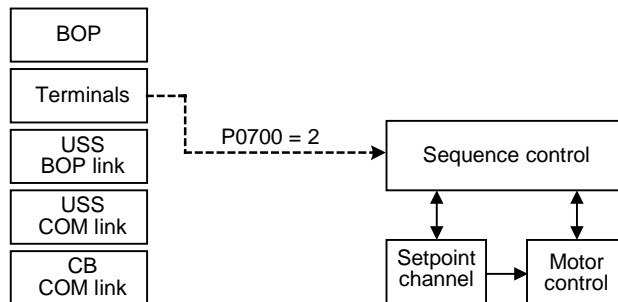 BOP
Terminals
USS
BOP link
USS
COM link
CB
COM link
P0700 = 2
Sequence control
Setpoint
channel
Motor
control